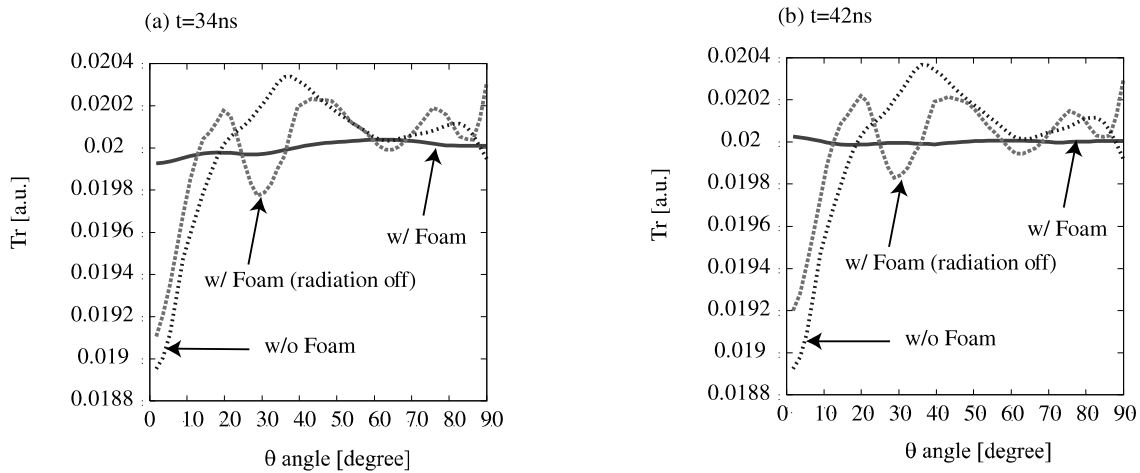 (a) t=34ns
0.0204
0.0202
0.02
0.0198
0.0196
0.0194
0.0192
0.019
0.0188
Tr [a.u.]
w/ Foam
w/ Foam (radiation off)
w/o Foam
0 10 20 30 40 50 60 70 80 90
θ angle [degree]
(b) t=42ns
0.0204
0.0202
0.02
0.0198
0.0196
0.0194
0.0192
0.019
0.0188
Tr [a.u.]
w/ Foam
w/ Foam (radiation off)
w/o Foam
0 10 20 30 40 50 60 70 80 90
θ angle [degree]